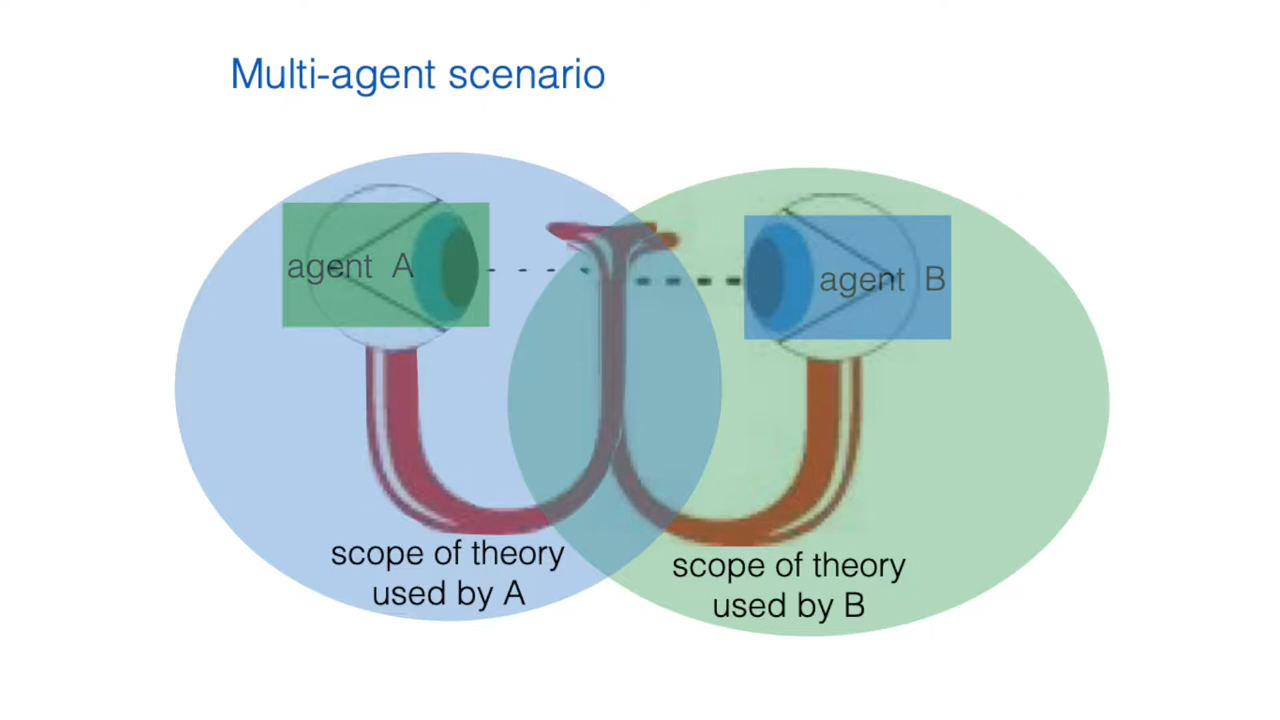 Multi-agent scenario
agent A
agent B
scope of theory
used by A
scope of theory
used by B